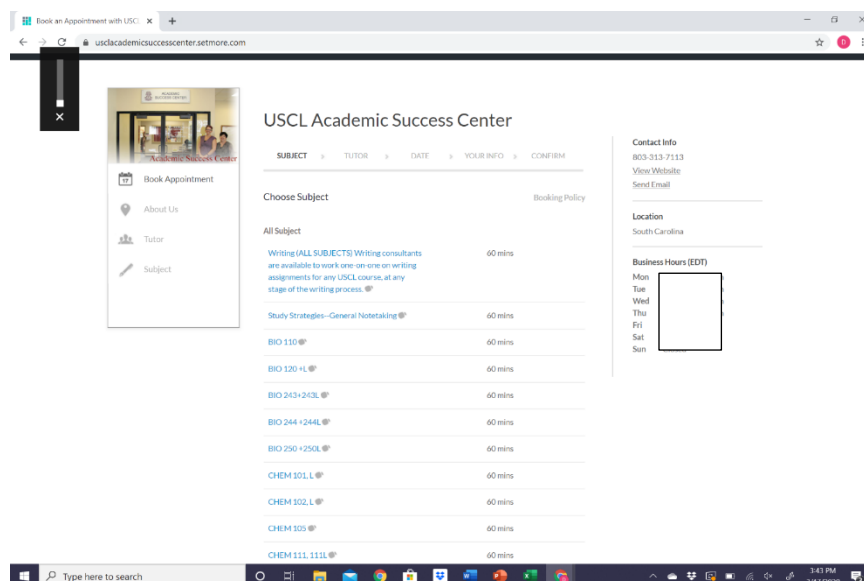 Book an Appointment with USCL
usclacademicsuccesscenter.setmore.com
D
ACADEMIC
SUCCESS CENTER
Academic Success Center
Book Appointment
17
About Us
Tutor
Subject
USCL Academic Success Center
SUBJECT
TUTOR
DATE
YOUR INFO
CONFIRM
Choose Subject
Booking Policy
All Subject
Writing (ALL SUBJECTS) Writing consultants
are available to work one-on-one on writing
assignments for any USCL course, at any
stage of the writing process.
60 mins
Study Strategies--General Notetaking
60 mins
BIO 110
60 mins
BIO 120 +L
60 mins
BIO 243+243L
60 mins
BIO 244 +244L
60 mins
BIO 250 +250L
60 mins
CHEM 101, L
60 mins
CHEM 102, L
60 mins
CHEM 105
60 mins
CHEM 111, 111L
60 mins
Contact Info
803-313-7113
View Website
Send Email
Location
South Carolina
Business Hours (EDT)
Mon
Tue
Wed
Thu
Fri
Sat
Sun
Type here to search
3:43 PM